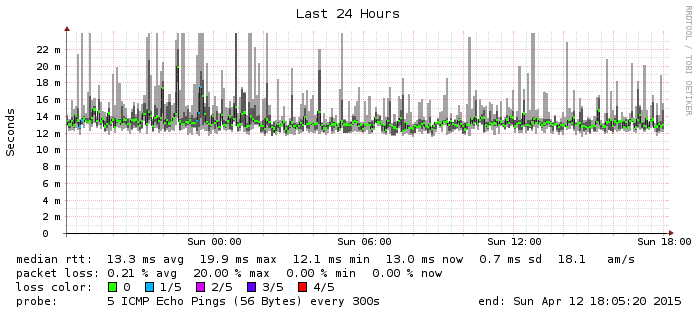 Last 24 Hours
RRDTOOL / TOBI OETIKER
Seconds
22 m
20 m
18 m
16 m
14 m
12 m
10 m
8 m
6 m
4 m
2 m
0
Sun 00:00 Sun 06:00 Sun 12:00 Sun 18:00
median rtt: 13.3 ms avg 19.9 ms max 12.1 ms min 13.0 ms now 0.7 ms sd 18.1 am/s
packet loss: 0.21 % avg 20.00 % max 0.00 % min 0.00 % now
loss color: 0 1/5 2/5 3/5 4/5
probe: 5 ICMP Echo Pings (56 Bytes) every 300s end: Sun Apr 12 18:05:20 2015